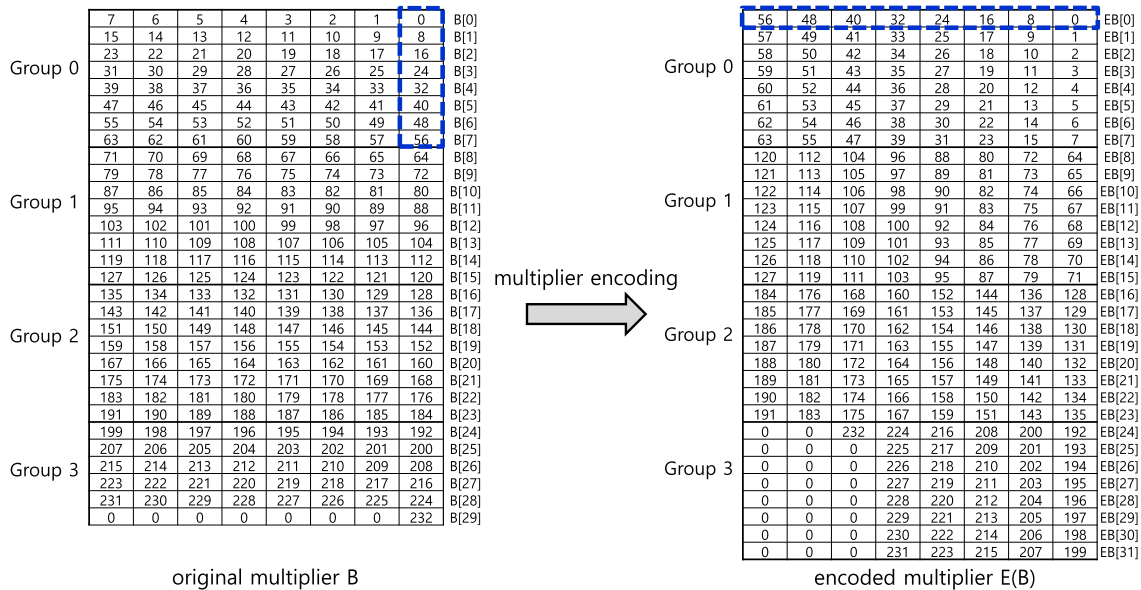 7 6 5 4 3 2 1 0 B[0]
15 14 13 12 11 10 9 8 B[1]
23 22 21 20 19 18 17 16 B[2]
Group 0
31 30 29 28 27 26 25 24 B[3]
39 38 37 36 35 34 33 32 B[4]
47 46 45 44 43 42 41 40 B[5]
55 54 53 52 51 50 49 48 B[6]
63 62 61 60 59 58 57 56 B[7]
71 70 69 68 67 66 65 64 B[8]
79 78 77 76 75 74 73 72 B[9]
87 86 85 84 83 82 81 80 B[10]
Group 1
95 94 93 92 91 90 89 88 B[11]
103 102 101 100 99 98 97 96 B[12]
111 110 109 108 107 106 105 104 B[13]
119 118 117 116 115 114 113 112 B[14]
127 126 125 124 123 122 121 120 B[15]
135 134 133 132 131 130 129 128 B[16]
143 142 141 140 139 138 137 136 B[17]
151 150 149 148 147 146 145 144 B[18]
Group 2
159 158 157 156 155 154 153 152 B[19]
167 166 165 164 163 162 161 160 B[20]
175 174 173 172 171 170 169 168 B[21]
183 182 181 180 179 178 177 176 B[22]
191 190 189 188 187 186 185 184 B[23]
199 198 197 196 195 194 193 192 B[24]
207 206 205 204 203 202 201 200 B[25]
215 214 213 212 211 210 209 208 B[26]
Group 3
223 222 221 220 219 218 217 216 B[27]
231 230 229 228 227 226 225 224 B[28]
0 0 0 0 0 0 0 232 B[29]
original multiplier B
multiplier encoding
56 48 40 32 24 16 8 0 EB[0]
57 49 41 33 25 17 9 1 EB[1]
58 50 42 34 26 18 10 2 EB[2]
Group 0
59 51 43 35 27 19 11 3 EB[3]
60 52 44 36 28 20 12 4 EB[4]
61 53 45 37 29 21 13 5 EB[5]
62 54 46 38 30 22 14 6 EB[6]
63 55 47 39 31 23 15 7 EB[7]
120 112 104 96 88 80 72 64 EB[8]
121 113 105 97 89 81 73 65 EB[9]
122 114 106 98 90 82 74 66 EB[10]
Group 1
123 115 107 99 91 83 75 67 EB[11]
124 116 108 100 92 84 76 68 EB[12]
125 117 109 101 93 85 77 69 EB[13]
126 118 110 102 94 86 78 70 EB[14]
127 119 111 103 95 87 79 71 EB[15]
184 176 168 160 152 144 136 128 EB[16]
185 177 169 161 153 145 137 129 EB[17]
186 178 170 162 154 146 138 130 EB[18]
Group 2
187 179 171 163 155 147 139 131 EB[19]
188 180 172 164 156 148 140 132 EB[20]
189 181 173 165 157 149 141 133 EB[21]
190 182 174 166 158 150 142 134 EB[22]
191 183 175 167 159 151 143 135 EB[23]
0 0 232 224 216 208 200 192 EB[24]
0 0 0 225 217 209 201 193 EB[25]
0 0 0 226 218 210 202 194 EB[26]
Group 3
0 0 0 227 219 211 203 195 EB[27]
0 0 0 228 220 212 204 196 EB[28]
0 0 0 229 221 213 205 197 EB[29]
0 0 0 230 222 214 206 198 EB[30]
0 0 0 231 223 215 207 199 EB[31]
encoded multiplier E(B)